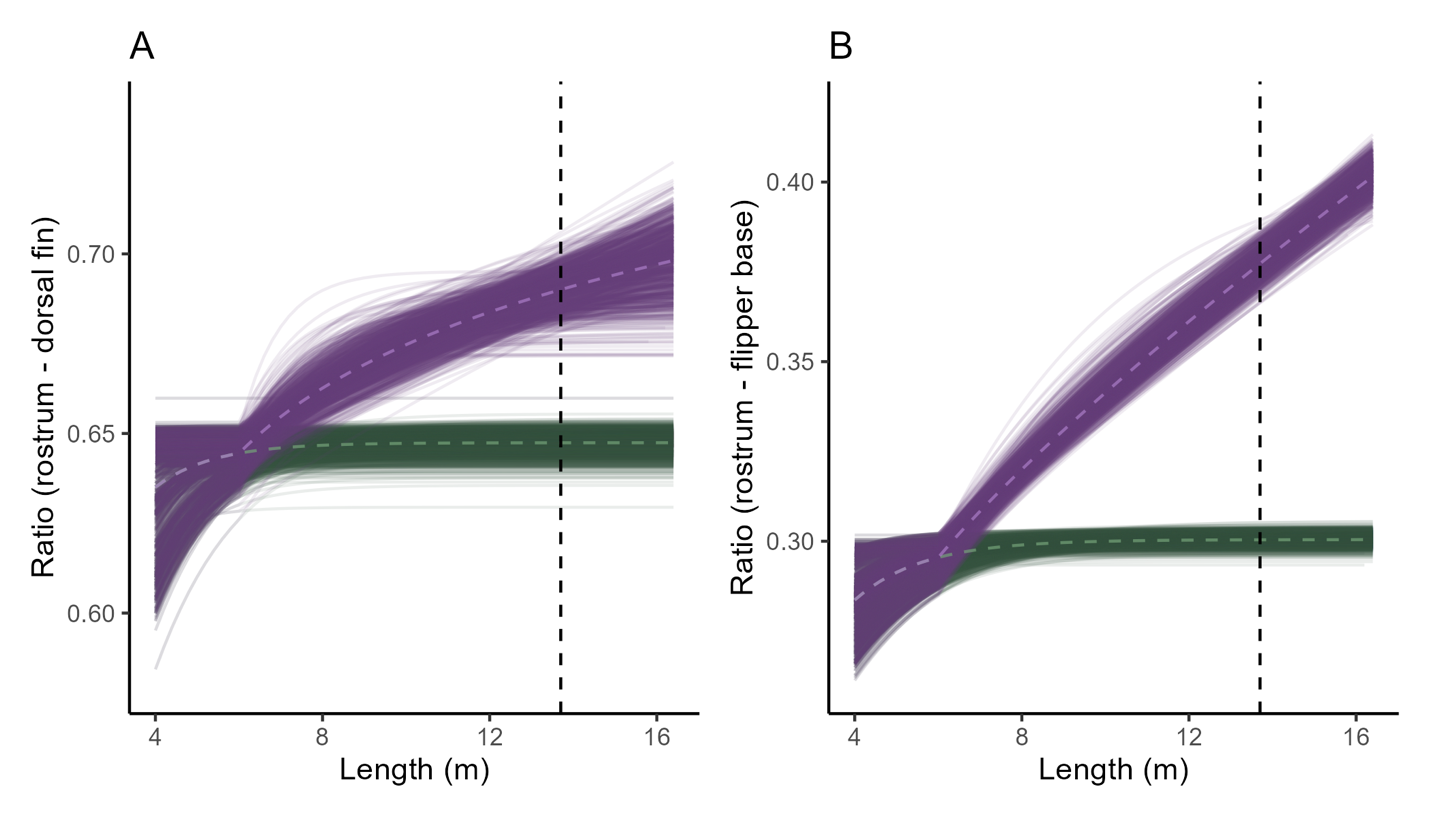 A
Ratio (rostrum - dorsal fin)
0.70
0.65
0.60
4 8 12 16
Length (m)
B
Ratio (rostrum - flipper base)
0.40
0.35
0.30
4 8 12 16
Length (m)